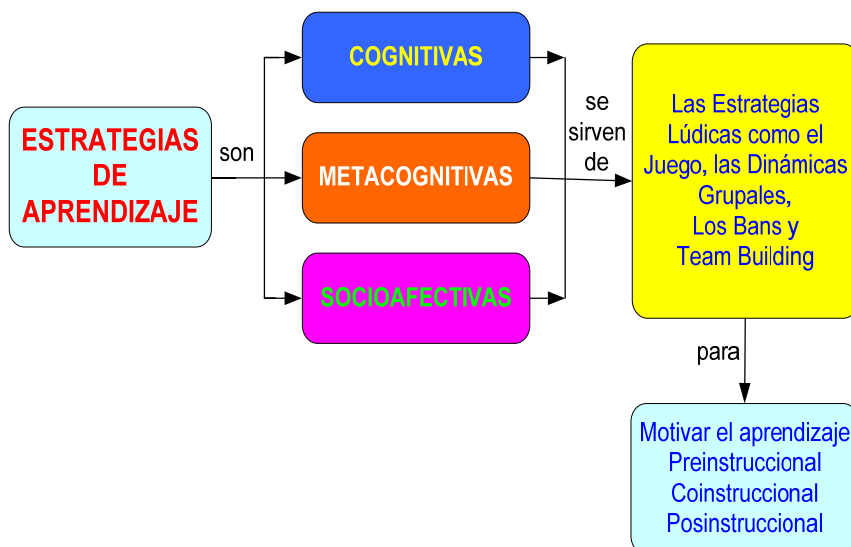 ESTRATEGIAS
DE
APRENDIZAJE
son
COGNITIVAS
METACOGNITIVAS
SOCIOAFECTIVAS
se
sirven
de
Las Estrategias
Lúdicas como el
Juego, las Dinámicas
Grupales,
Los Bans y
Team Building
para
Motivar el aprendizaje
Preinstruccional
Coinstruccional
Posinstruccional